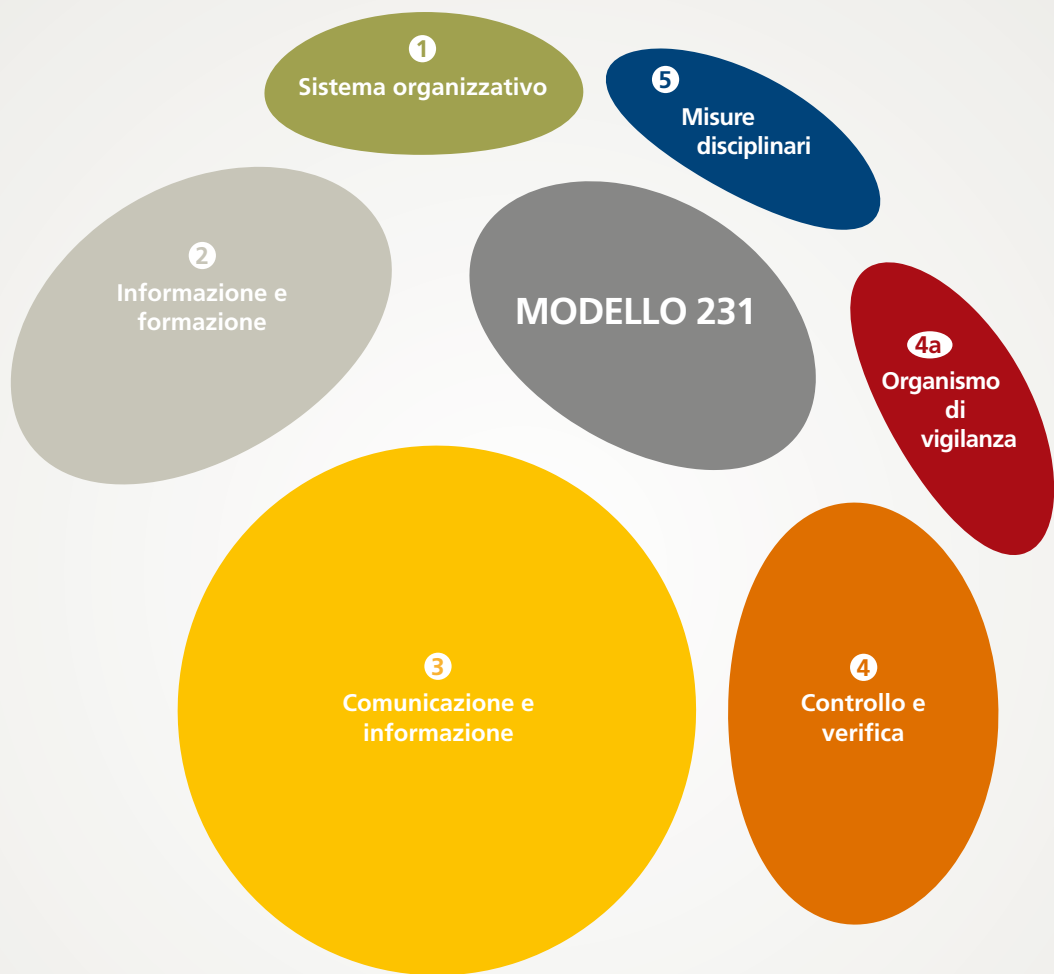 1
Sistema organizzativo
5
Misure
disciplinari
2
Informazione e
formazione
MODELLO 231
4a
Organismo
di
vigilanza
3
Comunicazione e
informazione
4
Controllo e
verifica